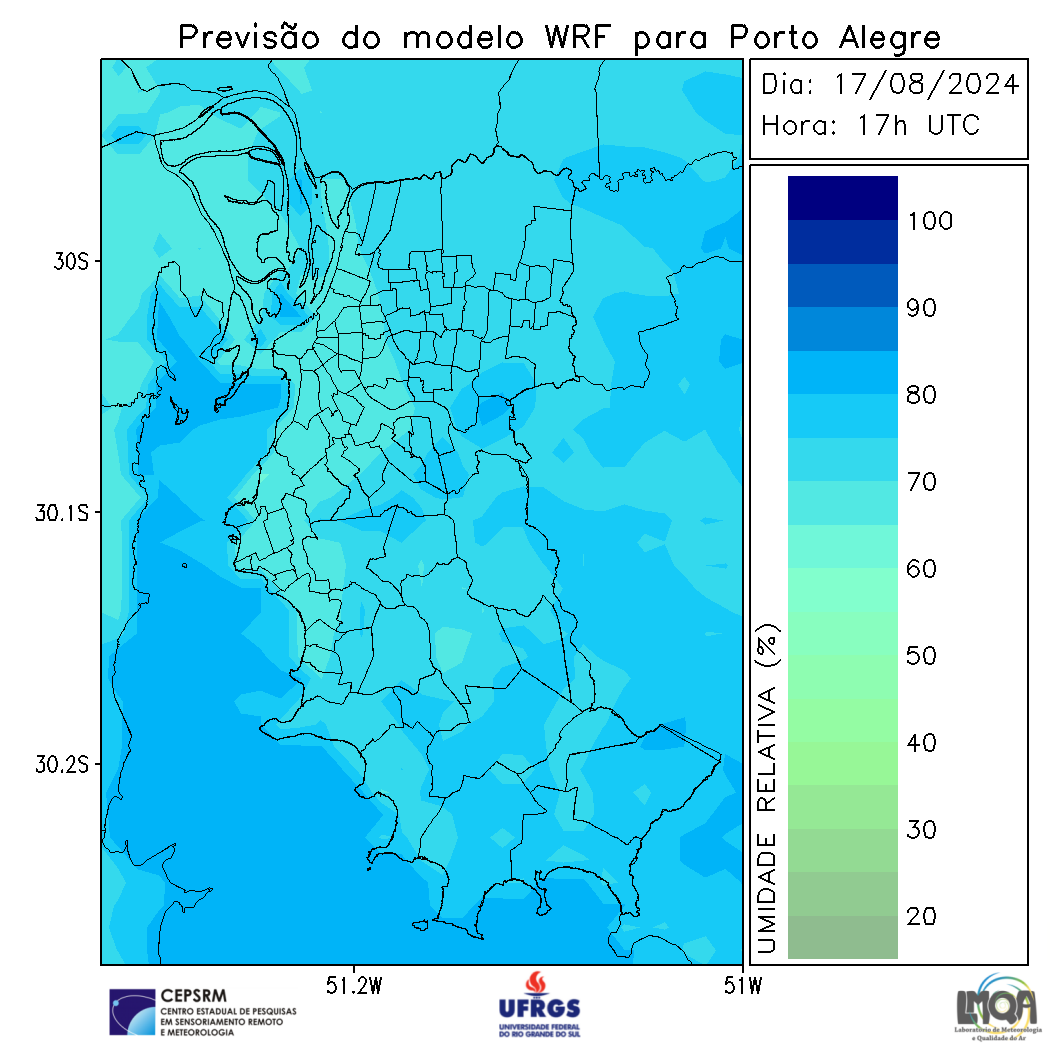 Previsão do modelo WRF para Porto Alegre
Dia: 17/08/2024
Hora: 17h UTC
100
90
80
70
60
50
40
30
20
UMIDADE RELATIVA (%)
30S
30.1S
30.2S
51.2W
51W
CEPSRM
CENTRO ESTADUAL DE PESQUISAS
EM SENSORIAMENTO REMOTO
E METEOROLOGIA
UFRGS
UNIVERSIDADE FEDERAL
DO RIO GRANDE DO SUL
LMQA
Laboratório de Meteorologia
e Qualidade do Ar